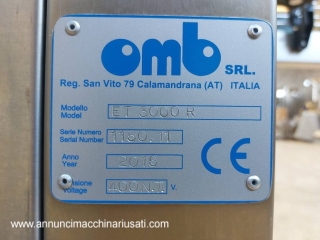 omb SRL.
Reg. San Vito 79 Calamandrana (AT) ITALIA
Modello
Model
ET 3000 R
Serie Numero
Serial Number
Anno
Year
Tensione
Voltage
V.
CE
www.annuncimacchinariusati.com